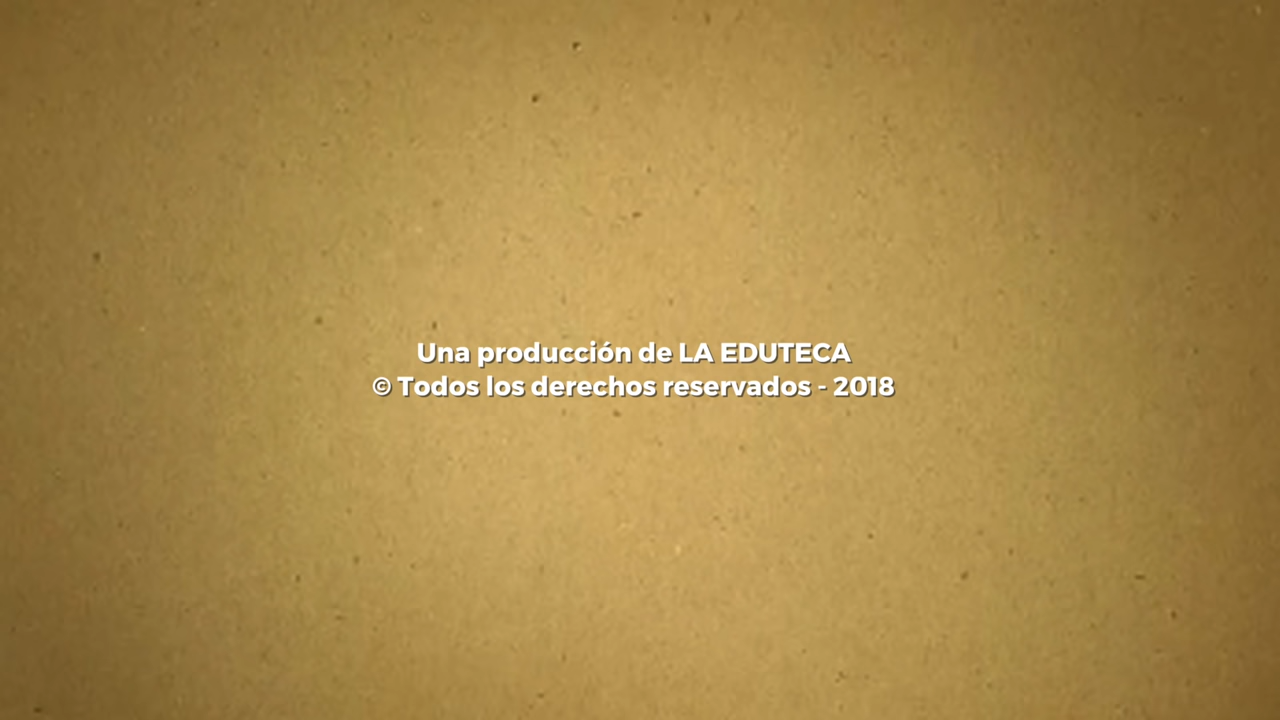 Una producción de LA EDUTECA
© Todos los derechos reservados - 2018